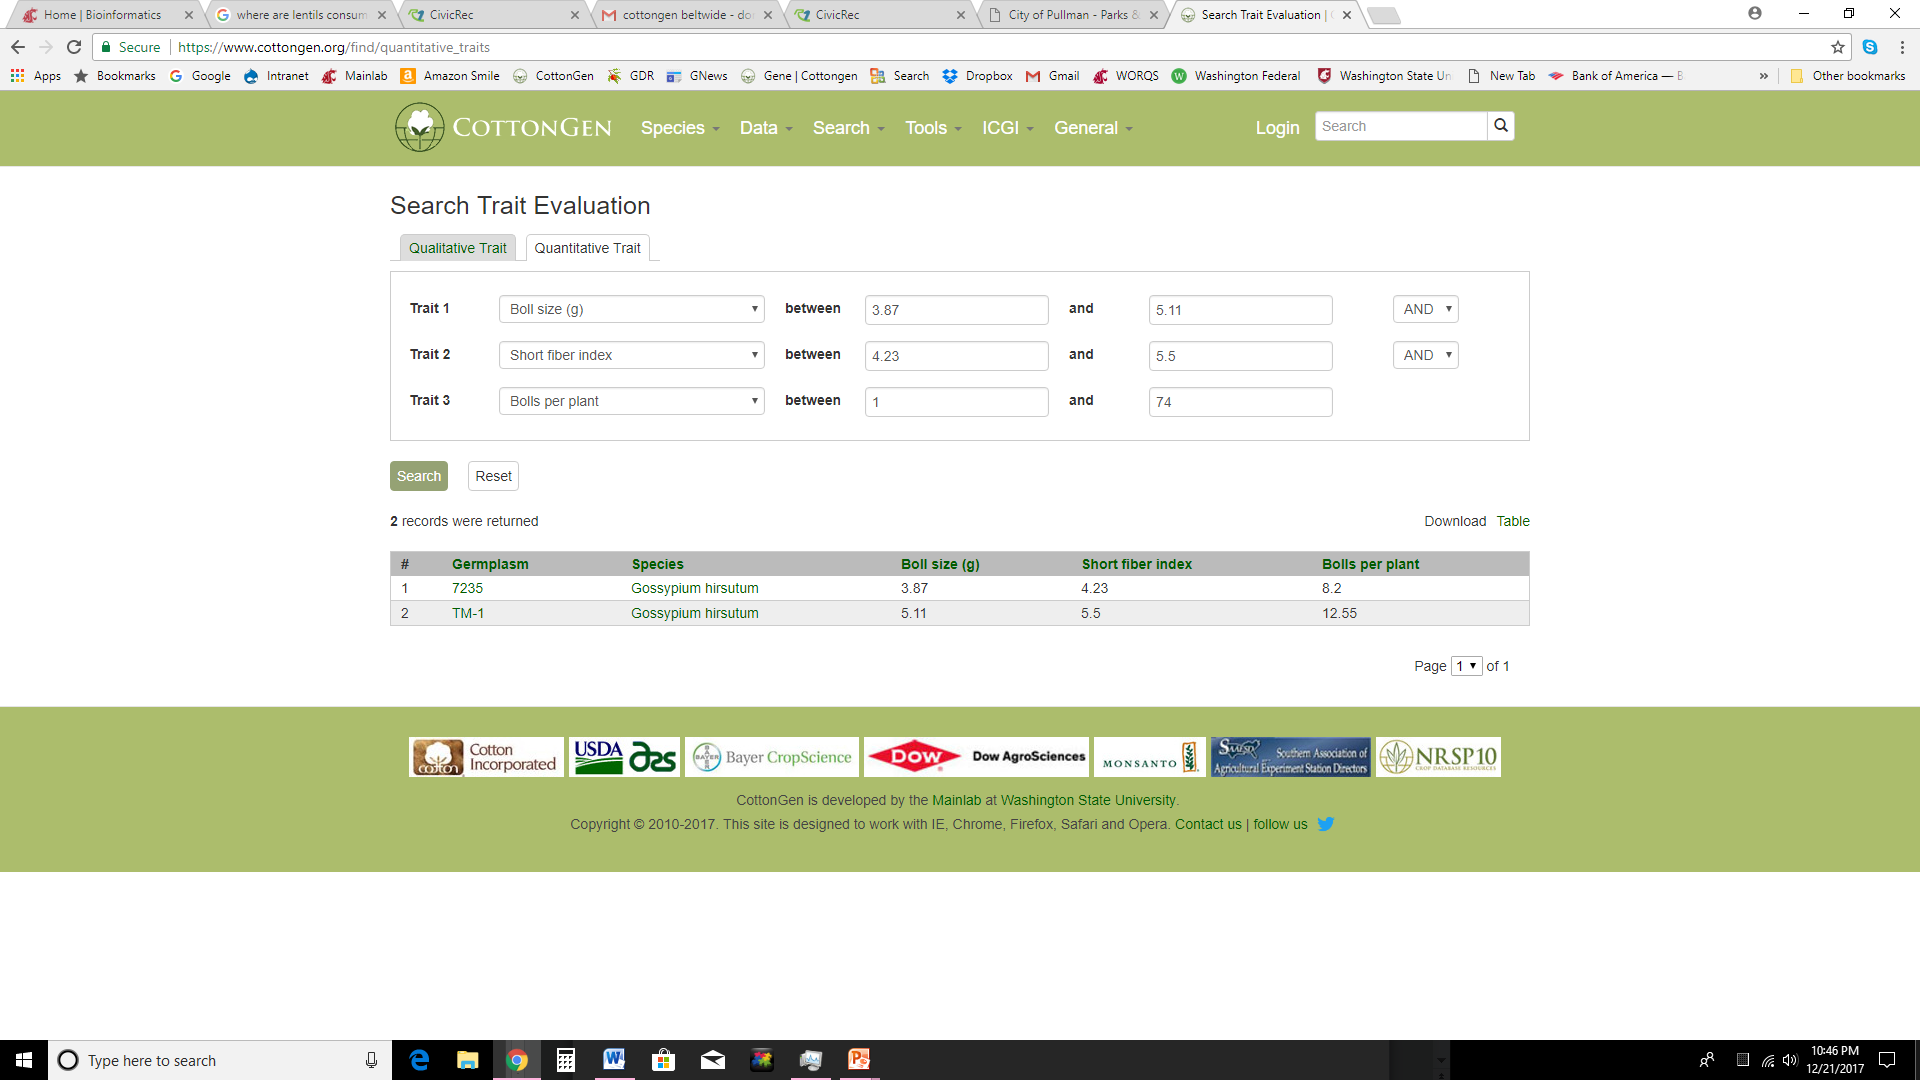 Home | Bioinformatics
where are lentils consum
CivicRec
cottongen beltwide - do
CivicRec
City of Pullman - Parks &
Search Trait Evaluation |
Secure
https://www.cottongen.org/find/quantitative_traits
Apps Bookmarks Google Intranet Mainlab Amazon Smile CottonGen GDR GNews Gene | Cottongen Search Dropbox Gmail WORQS Washington Federal Washington State Un New Tab Bank of America — B » Other bookmarks
COTTONGEN Species Data Search Tools ICGI General Login Search
Search Trait Evaluation
Qualitative Trait Quantitative Trait
Trait 1 Boll size (g) between 3.87 and 5.11 AND
Trait 2 Short fiber index between 4.23 and 5.5 AND
Trait 3 Bolls per plant between 1 and 74
Search Reset
2 records were returned Download Table
# Germplasm Species Boll size (g) Short fiber index Bolls per plant
1 7235 Gossypium hirsutum 3.87 4.23 8.2
2 TM-1 Gossypium hirsutum 5.11 5.5 12.55
Page 1 of 1
cotton Cotton Incorporated
USDA ars
BAYER Bayer CropScience
DOW Dow AgroSciences
MONSANTO
SAAESD Southern Association of Agricultural Experiment Station Directors
NRSP10
CROP DATABASE RESOURCES
CottonGen is developed by the Mainlab at Washington State University.
Copyright © 2010-2017. This site is designed to work with IE, Chrome, Firefox, Safari and Opera. Contact us | follow us
Type here to search
10:46 PM
12/21/2017